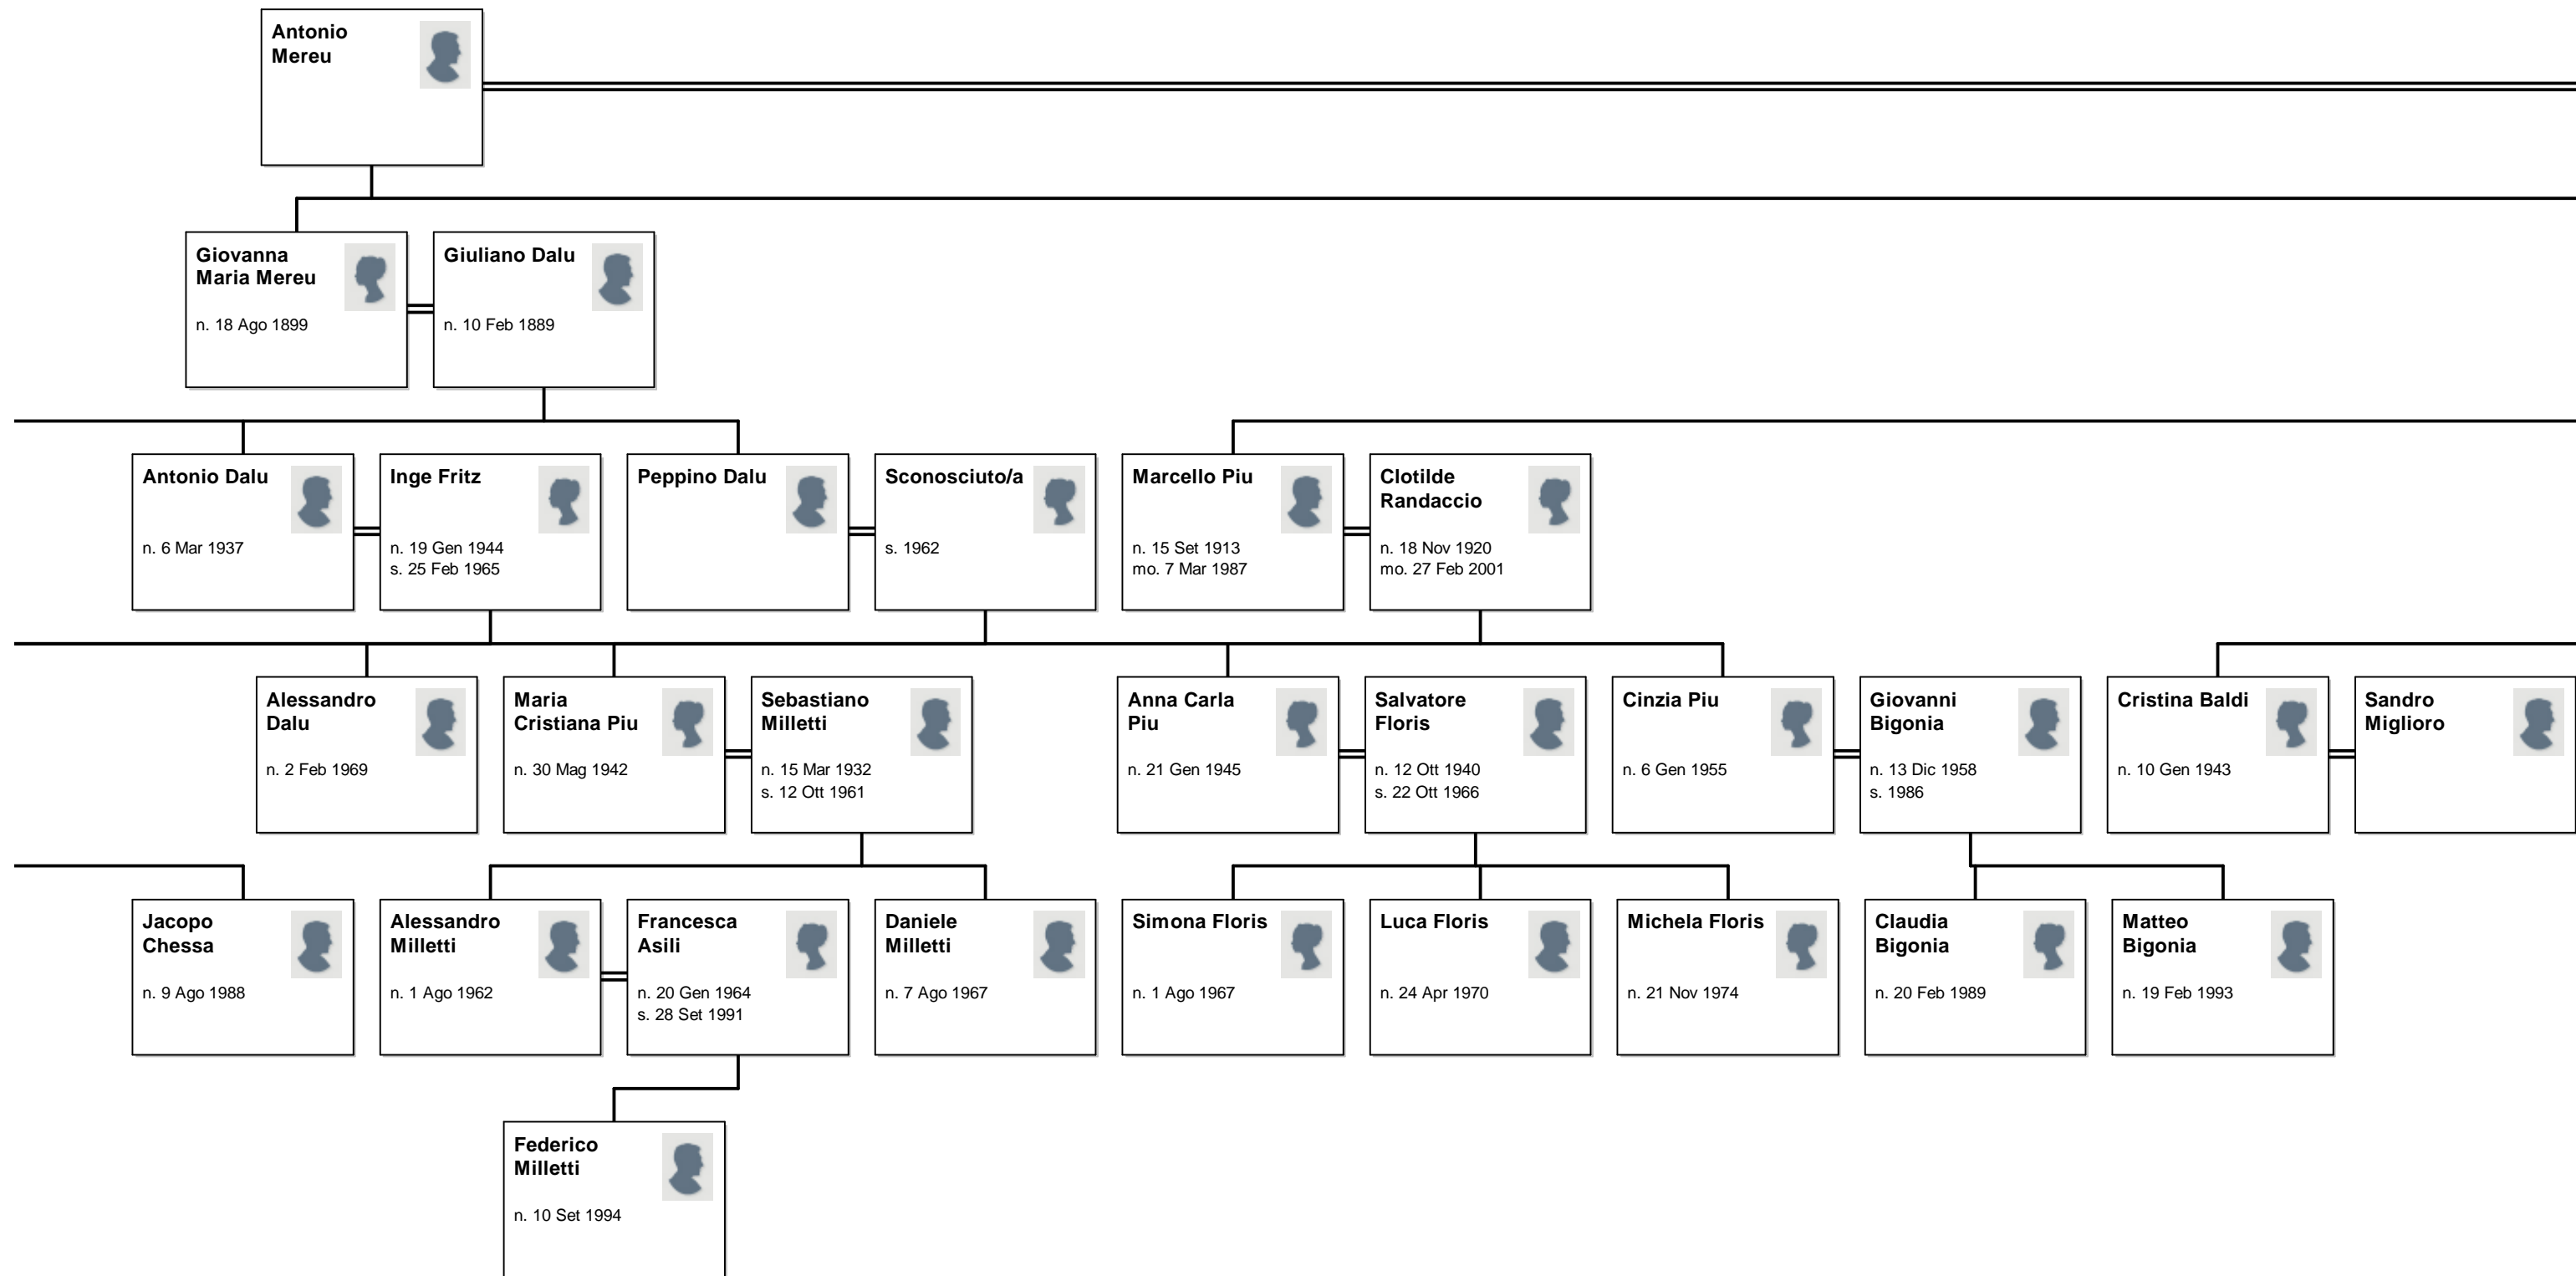 Antonio
Mereu
Giovanna
Maria Mereu
n. 18 Ago 1899
Giuliano Dalu
n. 10 Feb 1889
Antonio Dalu
n. 6 Mar 1937
Inge Fritz
n. 19 Gen 1944
s. 25 Feb 1965
Peppino Dalu
Sconosciuto/a
s. 1962
Marcello Piu
n. 15 Set 1913
mo. 7 Mar 1987
Clotilde
Randaccio
n. 18 Nov 1920
mo. 27 Feb 2001
Alessandro
Dalu
n. 2 Feb 1969
Maria
Cristiana Piu
n. 30 Mag 1942
Sebastiano
Milletti
n. 15 Mar 1932
s. 12 Ott 1961
Anna Carla
Piu
n. 21 Gen 1945
Salvatore
Floris
n. 12 Ott 1940
s. 22 Ott 1966
Cinzia Piu
n. 6 Gen 1955
Giovanni
Bigonia
n. 13 Dic 1958
s. 1986
Cristina Baldi
n. 10 Gen 1943
Sandro
Miglioro
Jacopo
Chessa
n. 9 Ago 1988
Alessandro
Milletti
n. 1 Ago 1962
Francesca
Asili
n. 20 Gen 1964
s. 28 Set 1991
Daniele
Milletti
n. 7 Ago 1967
Simona Floris
n. 1 Ago 1967
Luca Floris
n. 24 Apr 1970
Michela Floris
n. 21 Nov 1974
Claudia
Bigonia
n. 20 Feb 1989
Matteo
Bigonia
n. 19 Feb 1993
Federico
Milletti
n. 10 Set 1994